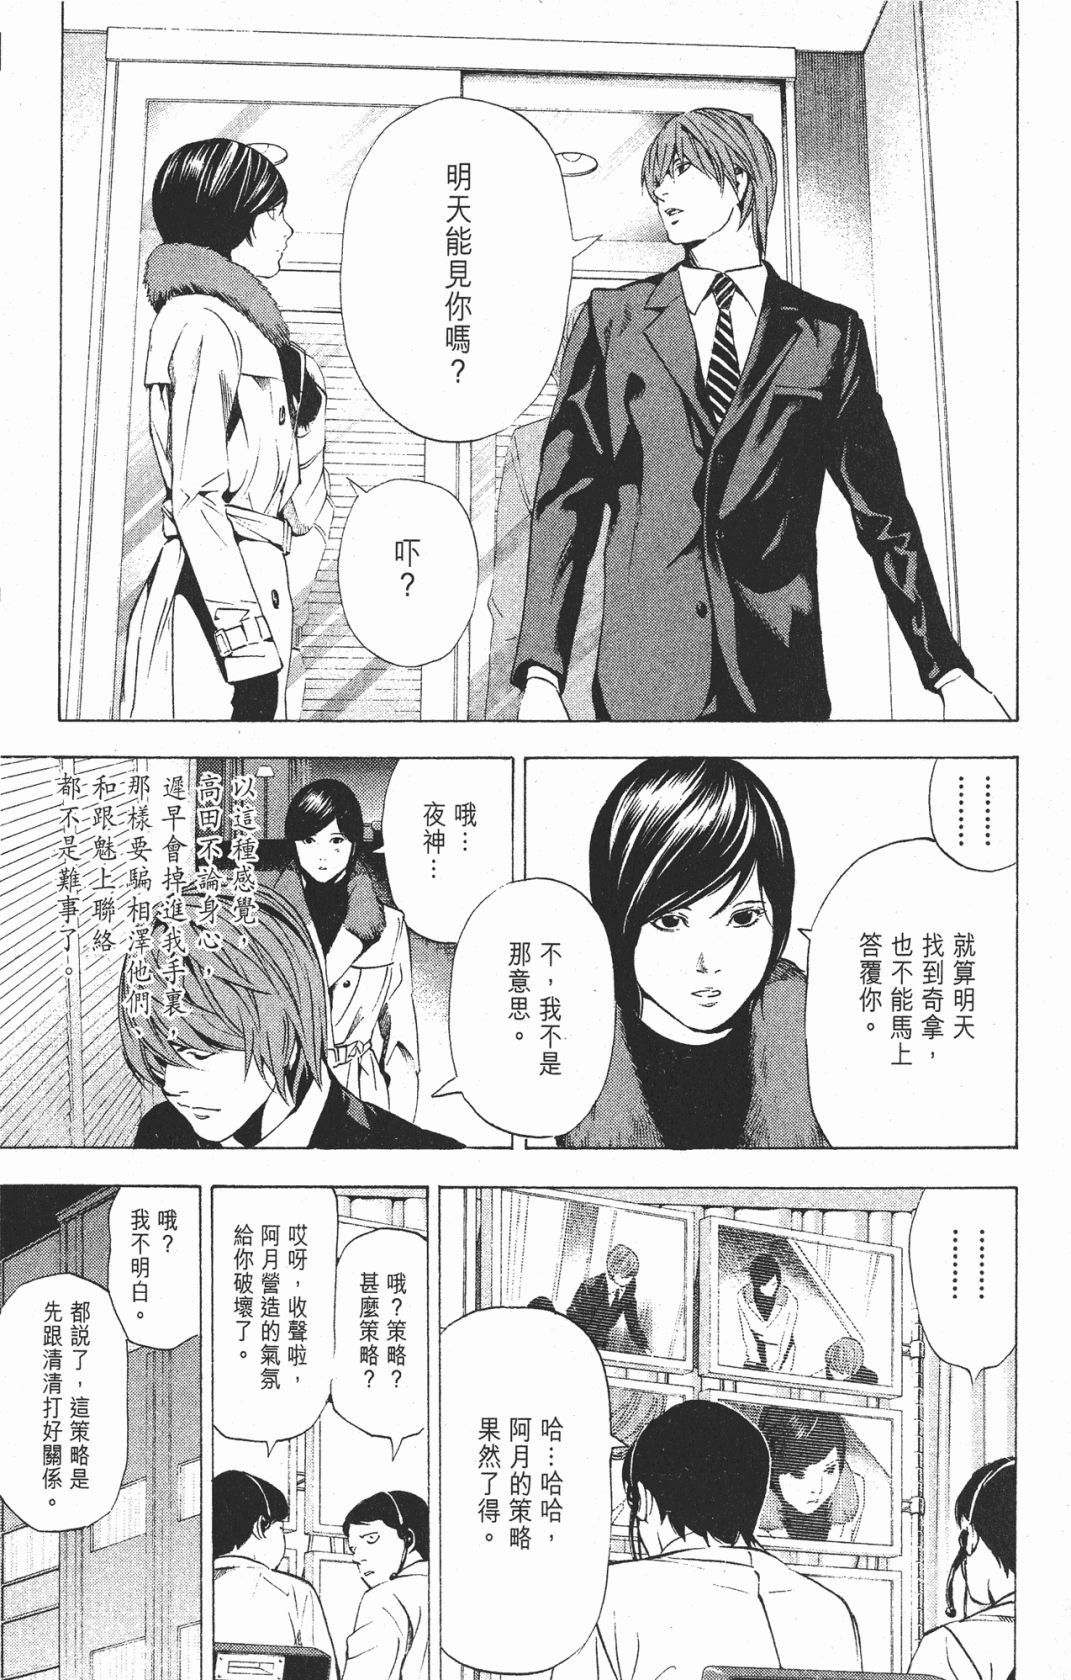 明天能見你嗎？
吓？
…………
就算明天
找到奇拿，
也不能馬上
答覆你。
不，我不是
那意思。
哦…
夜神…
以這種感覺，
高田不論身心，
遲早會掉進我手裏，
那樣要騙相澤他們、
和跟魅上聯絡
都不是難事了。
…………
…………
哈…哈哈，
阿月的策略
果然了得。
哦？策略？
甚麼策略？
哎呀，收聲啦，
阿月營造的氣氛
給你破壞了。
哦？
我不明白。
都説了，這策略是
先跟清清打好關係。